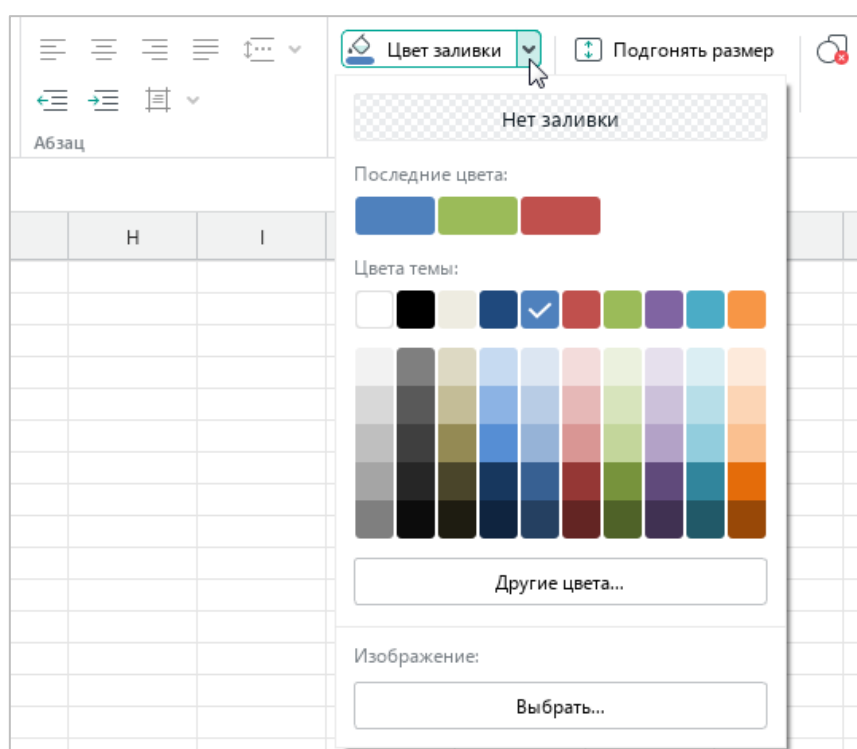 Цвет заливки
Подгонять размер
Абзац
Нет заливки
Последние цвета:
H
I
Цвета темы:
Другие цвета...
Изображение:
Выбрать...